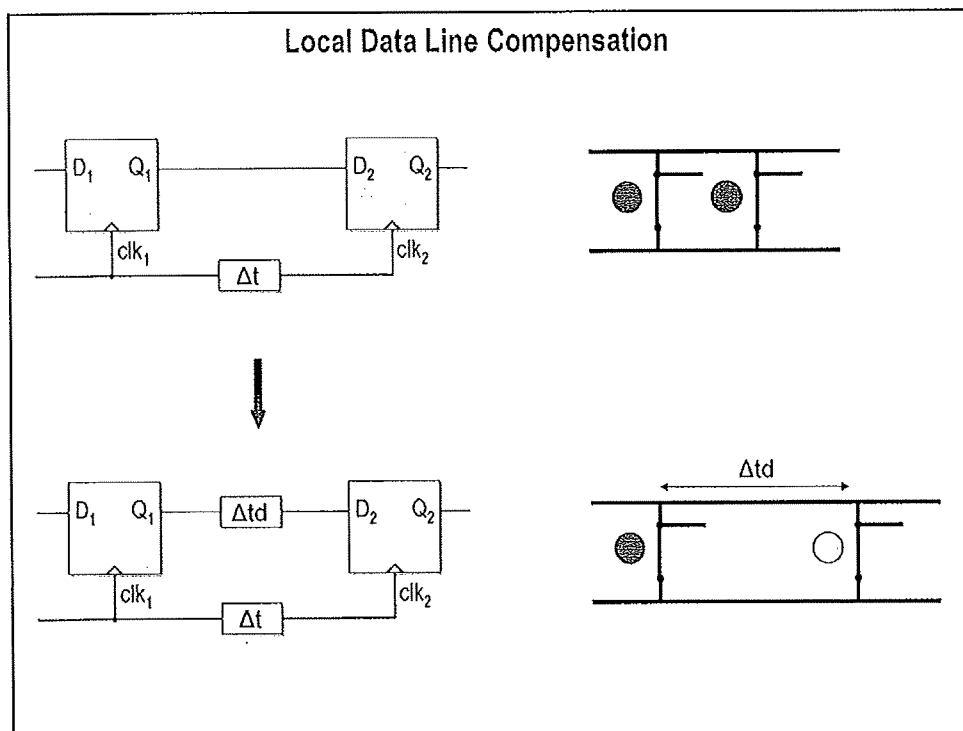 Local Data Line Compensation
D₁ Q₁ D₂ Q₂
clk₁ clk₂
Δt
Δtd
D₁ Q₁ Δtd D₂ Q₂
clk₁ clk₂
Δt